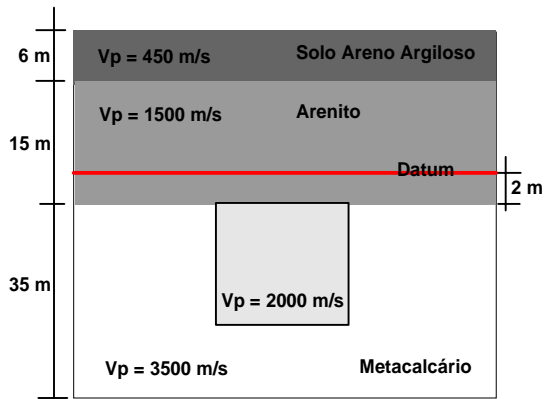 6 m
Vp = 450 m/s
Solo Areno Argiloso
Vp = 1500 m/s
Arenito
15 m
Datum
2 m
35 m
Vp = 2000 m/s
Vp = 3500 m/s
Metacalcário